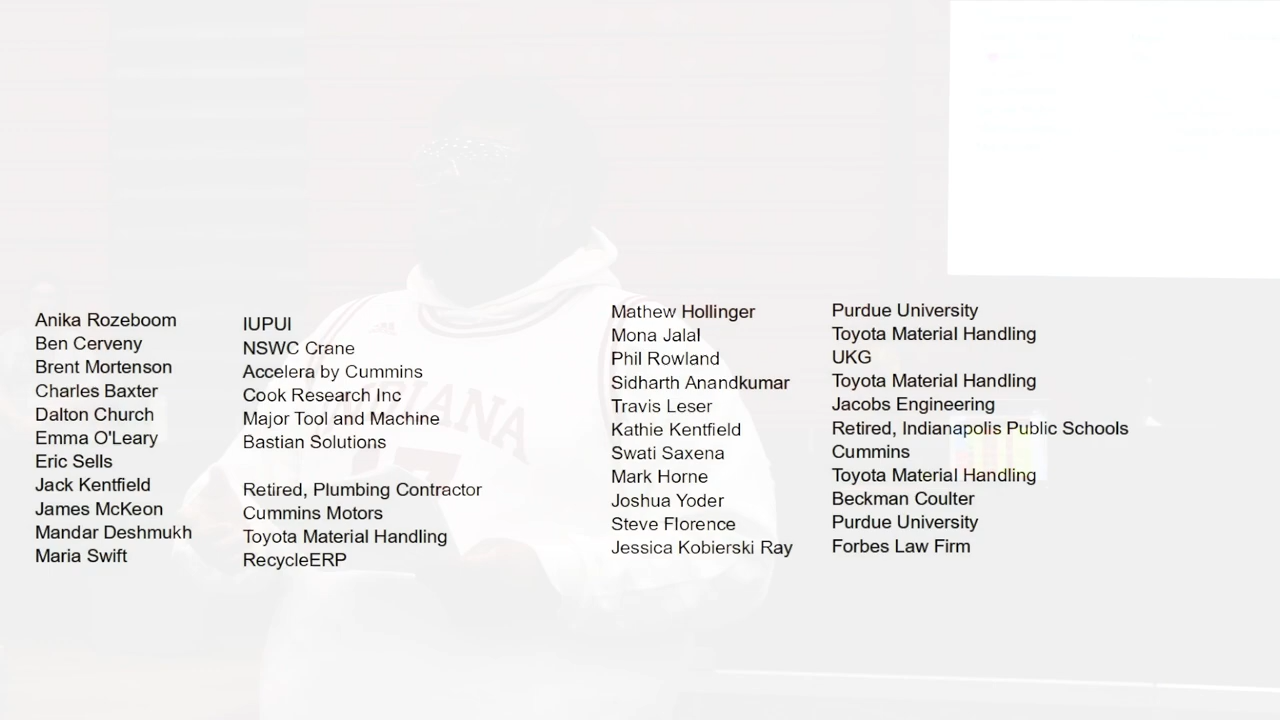 Anika Rozeboom
Ben Cerveny
Brent Mortenson
Charles Baxter
Dalton Church
Emma O'Leary
Eric Sells
Jack Kentfield
James McKeon
Mandar Deshmukh
Maria Swift
IUPUI
NSWC Crane
Accelera by Cummins
Cook Research Inc
Major Tool and Machine
Bastian Solutions
Retired, Plumbing Contractor
Cummins Motors
Toyota Material Handling
RecycleERP
Mathew Hollinger
Mona Jalal
Phil Rowland
Sidharth Anandkumar
Travis Leser
Kathie Kentfield
Swati Saxena
Mark Horne
Joshua Yoder
Steve Florence
Jessica Kobierski Ray
Purdue University
Toyota Material Handling
UKG
Toyota Material Handling
Jacobs Engineering
Retired, Indianapolis Public Schools
Cummins
Toyota Material Handling
Beckman Coulter
Purdue University
Forbes Law Firm